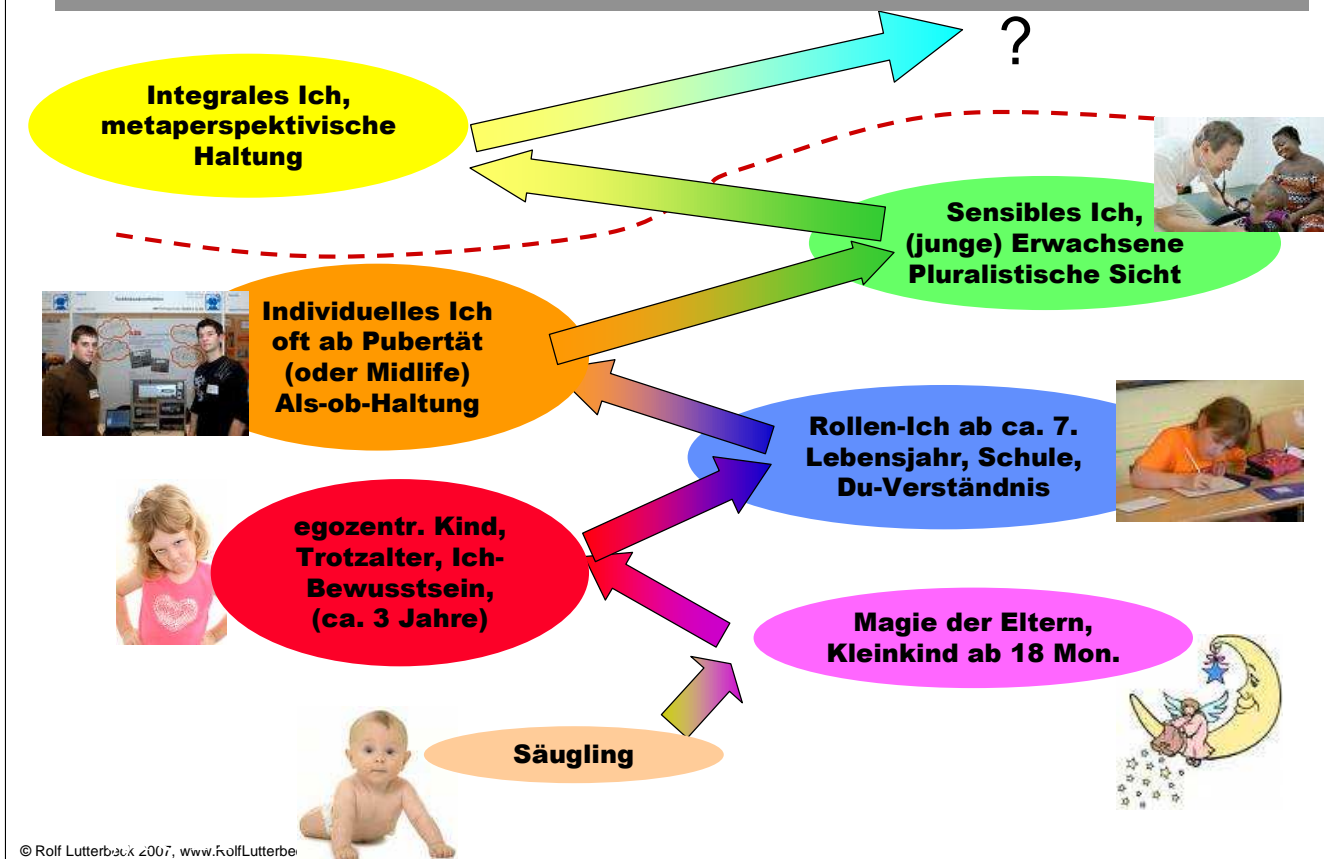 ?
Integrales Ich,
metaperspektivische
Haltung
Sensibles Ich,
(junge) Erwachsene
Pluralistische Sicht
Individuelles Ich
oft ab Pubertät
(oder Midlife)
Als-ob-Haltung
Rollen-Ich ab ca. 7.
Lebensjahr, Schule,
Du-Verständnis
egozentr. Kind,
Trotzalter, Ich-
Bewusstsein,
(ca. 3 Jahre)
Magie der Eltern,
Kleinkind ab 18 Mon.
Säugling
© Rolf Lutterbeck 2007, www.RolfLutterbe